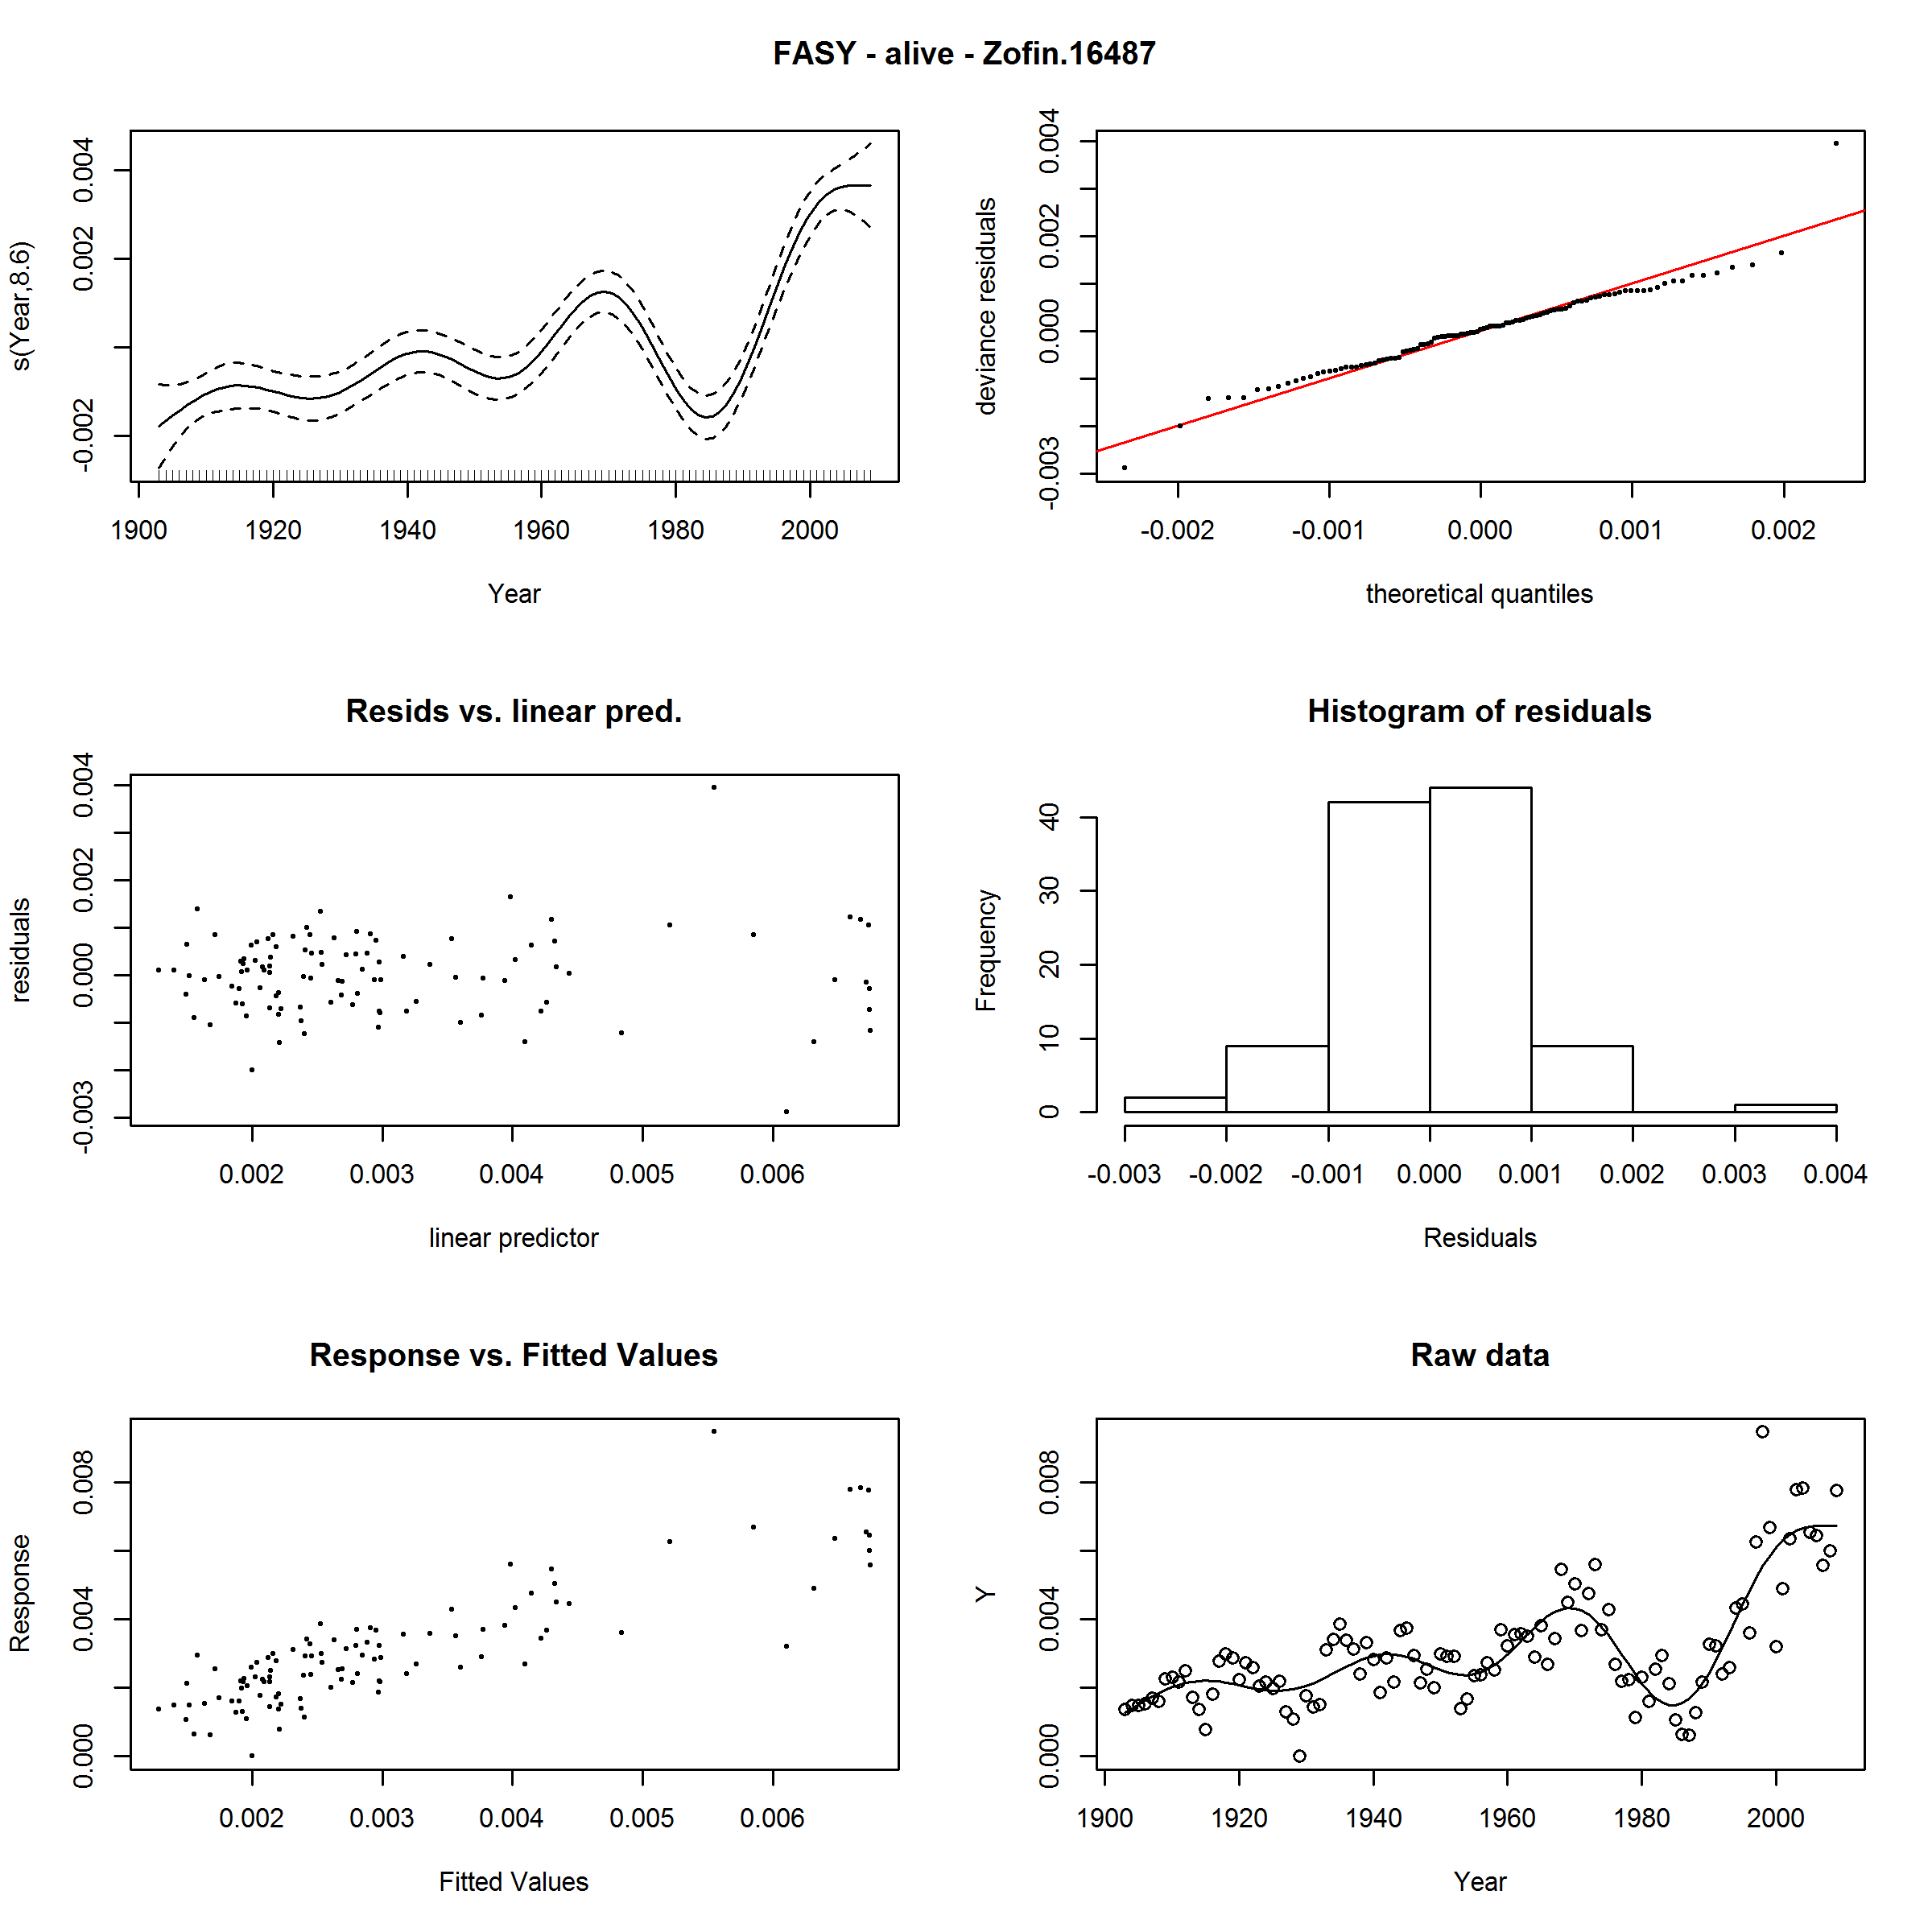 FASY - alive - Zofin.16487
s(Year,8.6)
-0.002 0.002 0.004
1900 1920 1940 1960 1980 2000
Year
deviance residuals
-0.003 0.000 0.002 0.004
-0.002 -0.001 0.000 0.001 0.002
theoretical quantiles
Resids vs. linear pred.
residuals
-0.003 0.000 0.002 0.004
0.002 0.003 0.004 0.005 0.006
linear predictor
Histogram of residuals
Frequency
0 10 20 30 40
-0.003 -0.002 -0.001 0.000 0.001 0.002 0.003 0.004
Residuals
Response vs. Fitted Values
Response
0.000 0.004 0.008
0.002 0.003 0.004 0.005 0.006
Fitted Values
Raw data
Y
0.000 0.004 0.008
1900 1920 1940 1960 1980 2000
Year